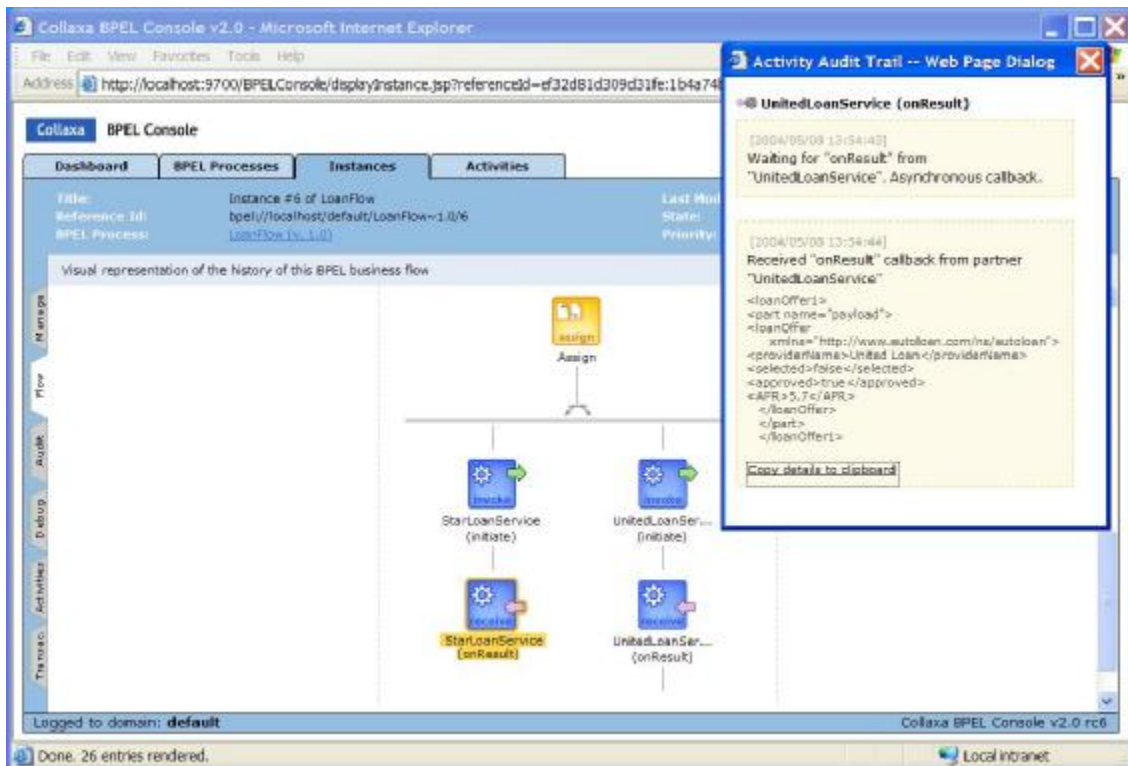 Collaxa BPEL Console v2.0 - Microsoft Internet Explorer
File Edit View Favorites Tools Help
Address http://localhost:9700/BPELConsole/displayInstance.jsp?referenceId=ef32d81d309d31fe:1b4a74b
Collaxa BPEL Console
Dashboard BPEL Processes Instances Activities
Title: Instance #6 of LoanFlow
Reference Id: bpel://localhost/default/LoanFlow~1.0/6
BPEL Process: LoanFlow (v. 1.0)
Last Mod
State:
Priority:
Visual representation of the history of this BPEL business flow
Manage
Flow
Audit
Debug
Activities
assign
Assign
invoke
StarLoanService
(initiate)
invoke
UnitedLoanSer...
(initiate)
receive
StarLoanService
(onResult)
receive
UnitedLoanSer...
(onResult)
Logged to domain: default
Collaxa BPEL Console v2.0 rc6
Done. 26 entries rendered.
Local intranet
Activity Audit Trail -- Web Page Dialog
UnitedLoanService (onResult)
[2004/05/08 13:54:43]
Waiting for "onResult" from
"UnitedLoanService". Asynchronous callback.
[2004/05/08 13:54:44]
Received "onResult" callback from partner
"UnitedLoanService"
<loanOffer1>
<part name="payload">
<loanOffer
xmlns="http://www.autoloan.com/ns/autoloan">
<providerName>United Loan</providerName>
<selected>false</selected>
<approved>true</approved>
<APR>5.7</APR>
</loanOffer>
</part>
</loanOffer1>
Copy details to clipboard